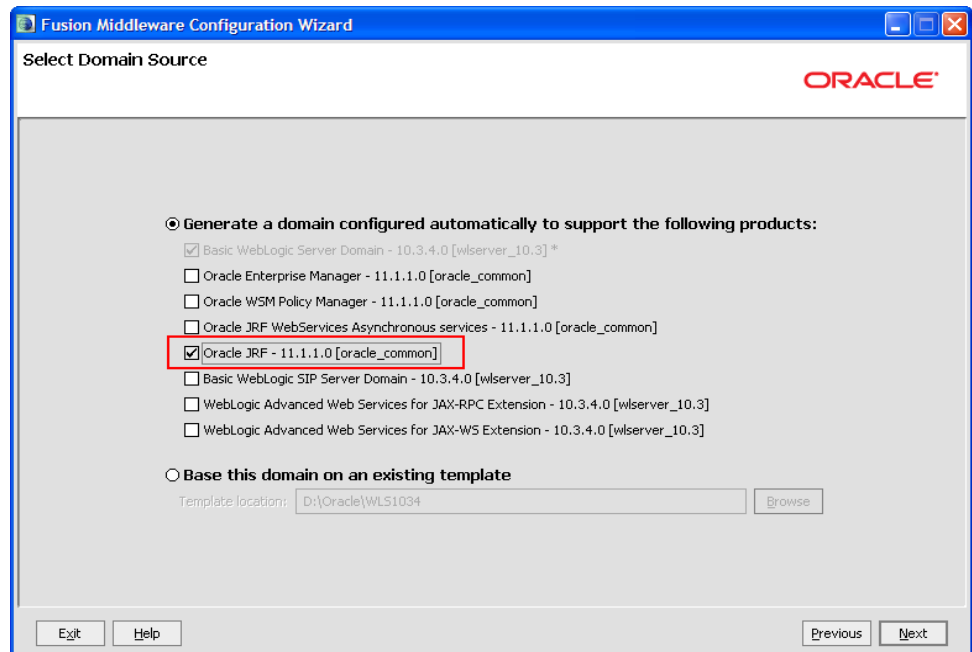 Fusion Middleware Configuration Wizard
Select Domain Source
ORACLE
Generate a domain configured automatically to support the following products:
Basic WebLogic Server Domain - 10.3.4.0 [wlserver_10.3] *
Oracle Enterprise Manager - 11.1.1.0 [oracle_common]
Oracle WSM Policy Manager - 11.1.1.0 [oracle_common]
Oracle JRF WebServices Asynchronous services - 11.1.1.0 [oracle_common]
Oracle JRF - 11.1.1.0 [oracle_common]
Basic WebLogic SIP Server Domain - 10.3.4.0 [wlserver_10.3]
WebLogic Advanced Web Services for JAX-RPC Extension - 10.3.4.0 [wlserver_10.3]
WebLogic Advanced Web Services for JAX-WS Extension - 10.3.4.0 [wlserver_10.3]
Base this domain on an existing template
Template location: D:\Oracle\WLS1034 Browse
Exit Help Previous Next